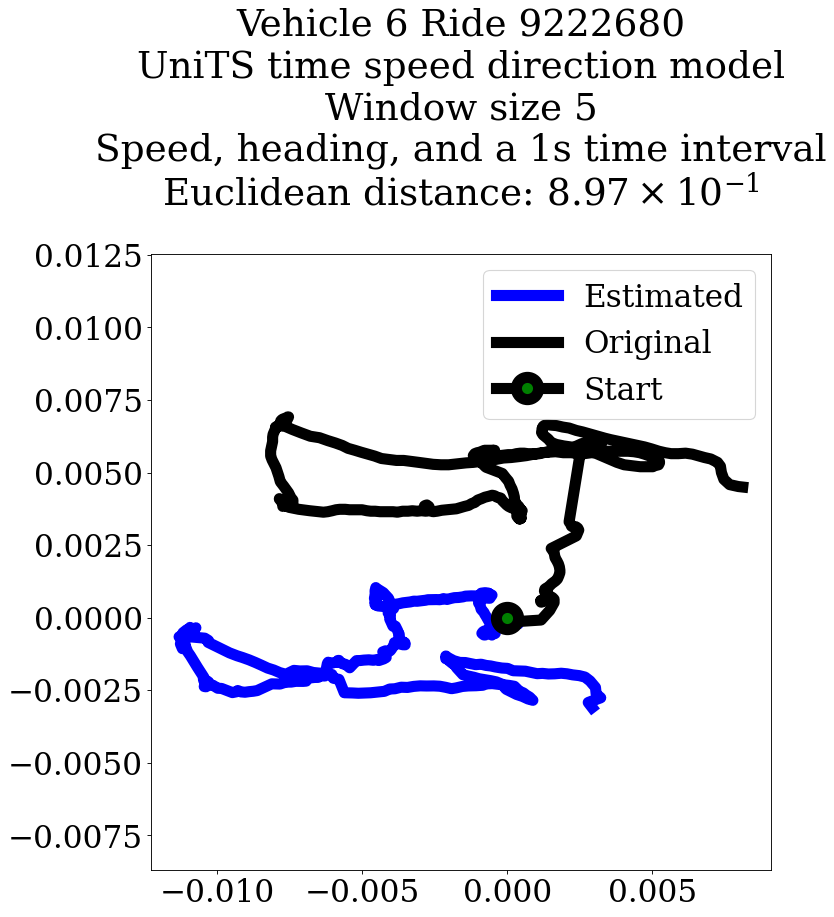 Vehicle 6 Ride 9222680
UniTS time speed direction model
Window size 5
Speed, heading, and a 1s time interval
Euclidean distance: 8.97 × 10⁻¹
0.0125
0.0100
0.0075
0.0050
0.0025
0.0000
−0.0025
−0.0050
−0.0075
Estimated
Original
Start
−0.010 −0.005 0.000 0.005